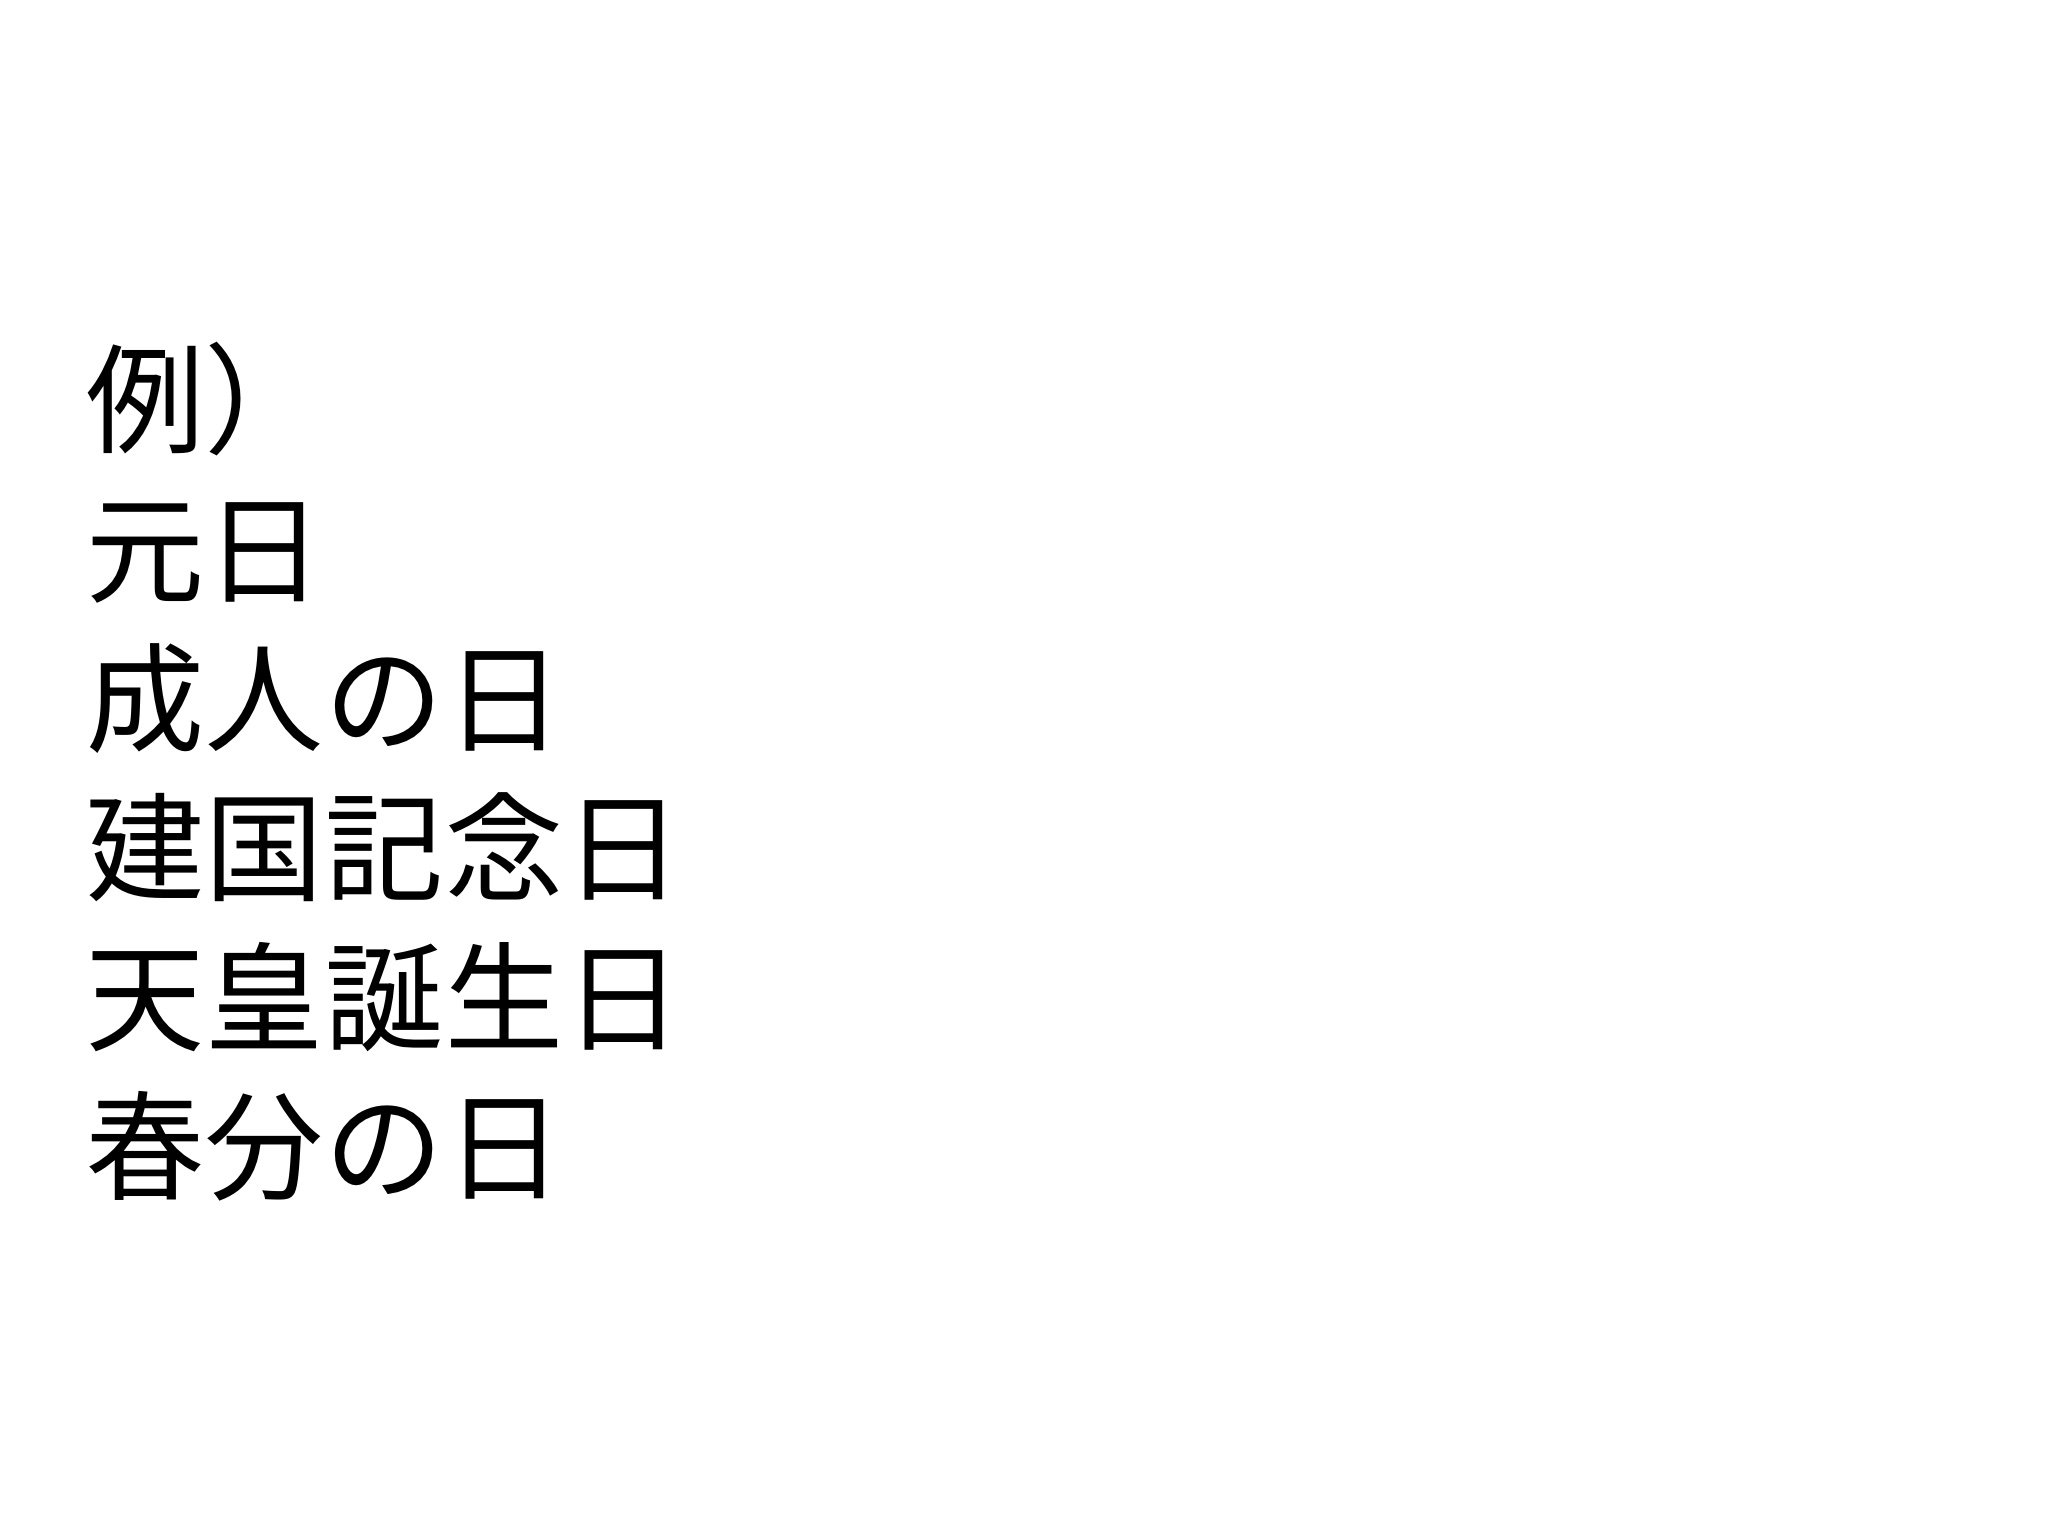 例）
元日
成人の日
建国記念日
天皇誕生日
春分の日